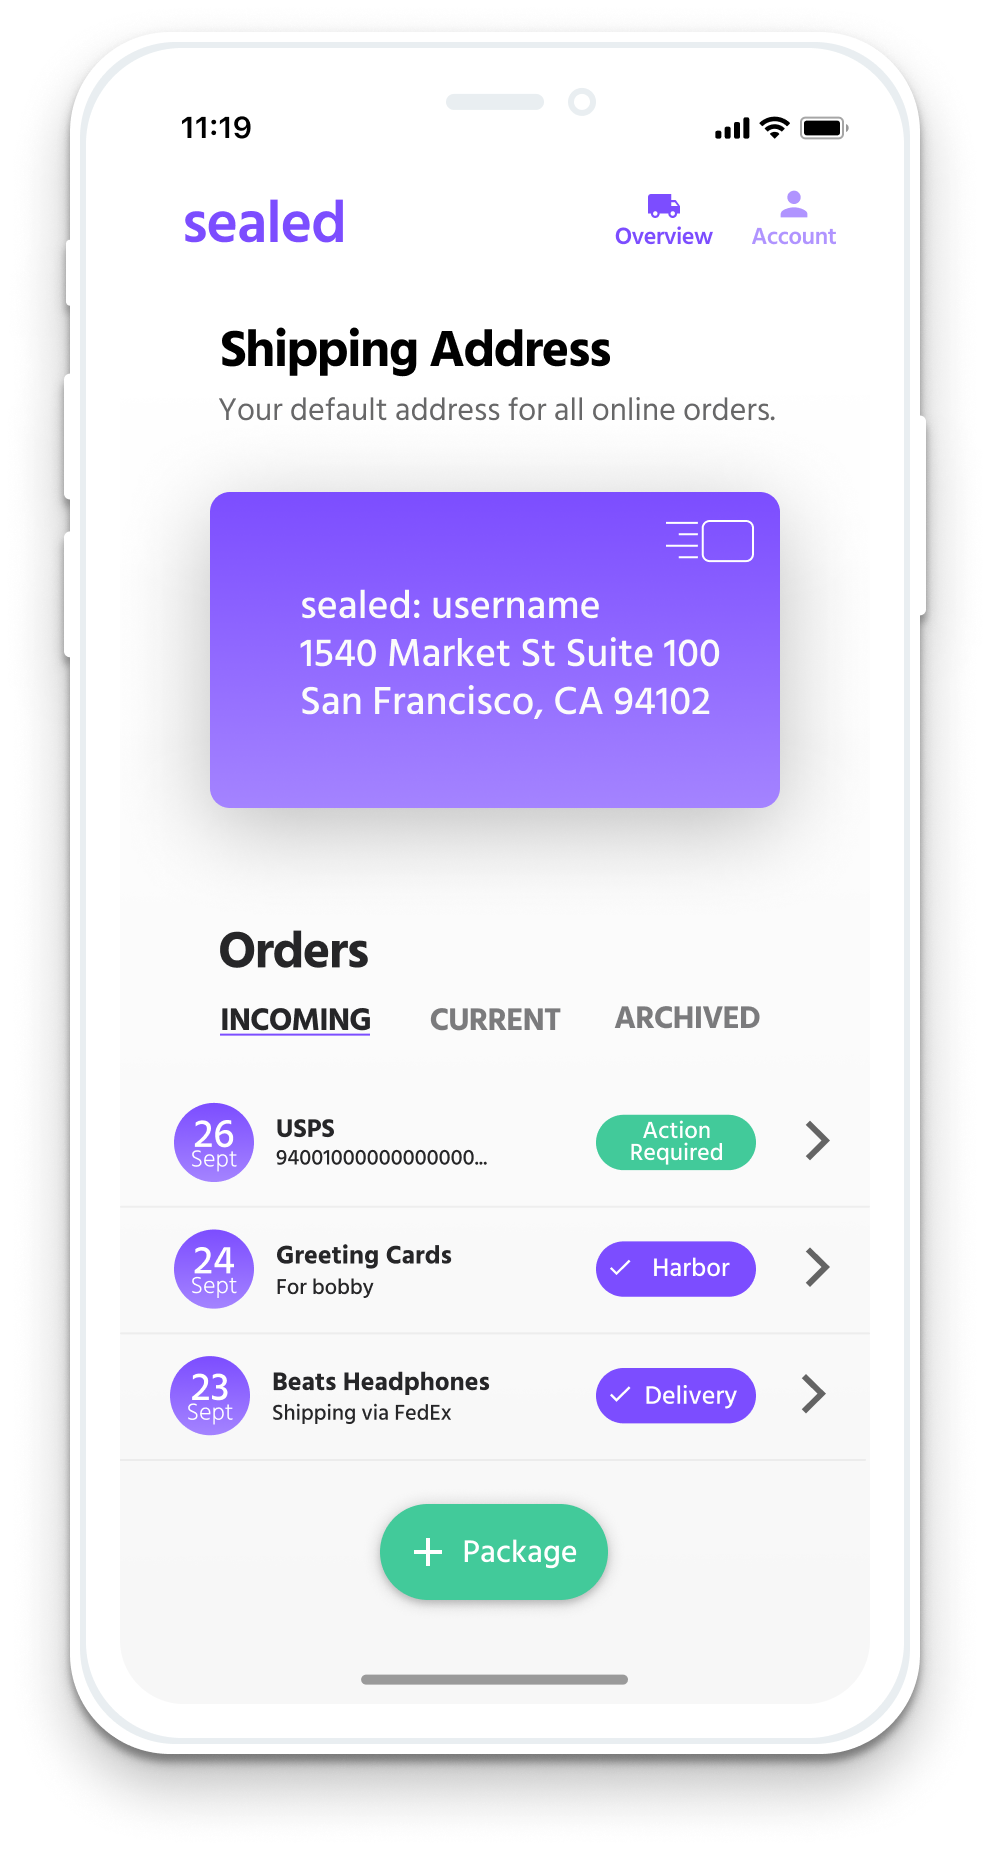 11:19
sealed
Overview
Account
Shipping Address
Your default address for all online orders.
sealed: username
1540 Market St Suite 100
San Francisco, CA 94102
Orders
INCOMING
CURRENT
ARCHIVED
26
Sept
USPS
94001000000000000...
Action
Required
24
Sept
Greeting Cards
For bobby
Harbor
23
Sept
Beats Headphones
Shipping via FedEx
Delivery
+ Package